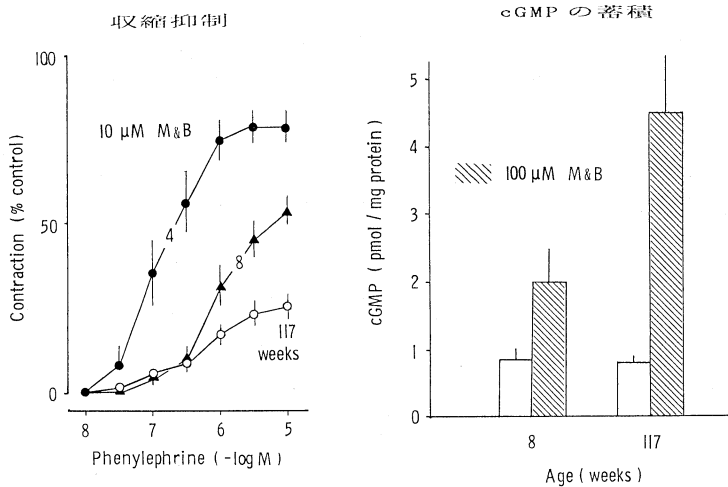 収縮抑制
100
50
0
Contraction (% control)
10 μM M&B
4
8
117
weeks
8 7 6 5
Phenylephrine (-log M)
cGMP の蓄積
5
4
3
2
1
0
cGMP ( pmol / mg protein )
100 μM M&B
8 117
Age ( weeks )